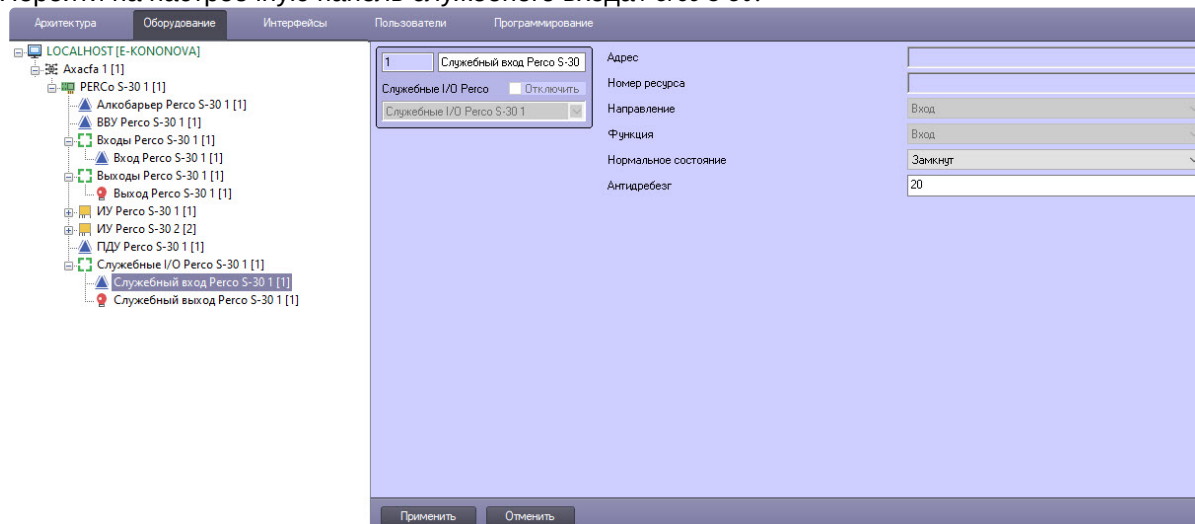 Архитектура Оборудование Интерфейсы Пользователи Программирование
LOCALHOST [E-KONONOVA]
Axacfa 1 [1]
PERCo S-30 1 [1]
Алкобарьер Perco S-30 1 [1]
ВВУ Perco S-30 1 [1]
Входы Perco S-30 1 [1]
Вход Perco S-30 1 [1]
Выходы Perco S-30 1 [1]
Выход Perco S-30 1 [1]
ИУ Perco S-30 1 [1]
ИУ Perco S-30 2 [2]
ПДУ Perco S-30 1 [1]
Служебные I/O Perco S-30 1 [1]
Служебный вход Perco S-30 1 [1]
Служебный выход Perco S-30 1 [1]
1 Служебный вход Perco S-30
Служебные I/O Perco Отключить
Служебные I/O Perco S-30 1
Адрес
Номер ресурса
Направление Вход
Функция Вход
Нормальное состояние Замкнут
Антидребезг 20
Применить Отменить